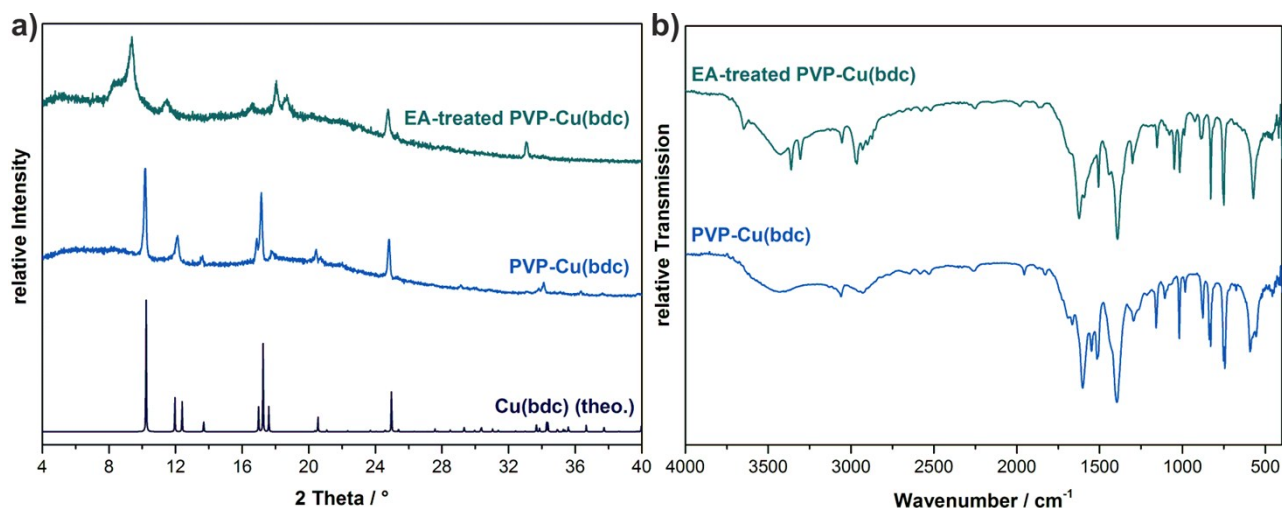 a)
relative Intensity
EA-treated PVP-Cu(bdc)
PVP-Cu(bdc)
Cu(bdc) (theo.)
4 8 12 16 20 24 28 32 36 40
2 Theta / °
b)
relative Transmission
EA-treated PVP-Cu(bdc)
PVP-Cu(bdc)
4000 3500 3000 2500 2000 1500 1000 500
Wavenumber / cm⁻¹